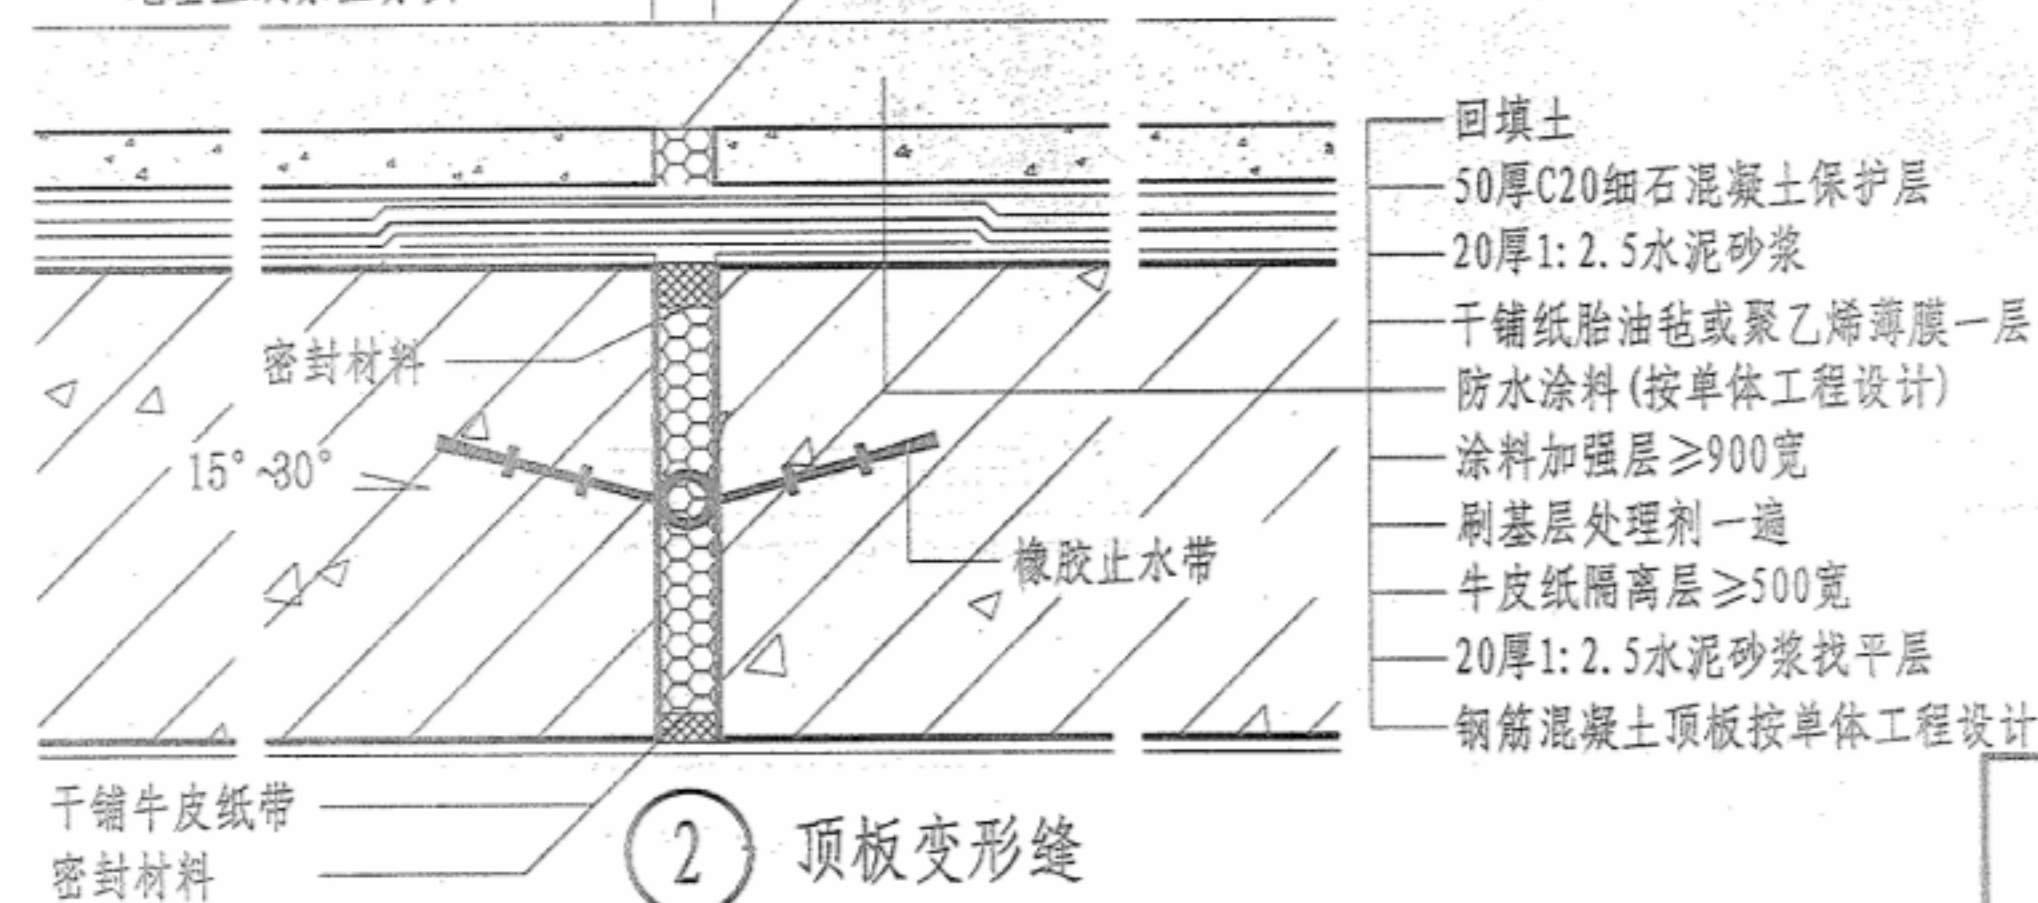 回填土
50厚C20细石混凝土保护层
20厚1:2.5水泥砂浆
干铺纸胎油毡或聚乙烯薄膜一层
防水涂料(按单体工程设计)
涂料加强层≥900宽
刷基层处理剂一遍
牛皮纸隔离层≥500宽
20厚1:2.5水泥砂浆找平层
钢筋混凝土顶板按单体工程设计
密封材料
15°~30°
橡胶止水带
干铺牛皮纸带
密封材料
2 顶板变形缝